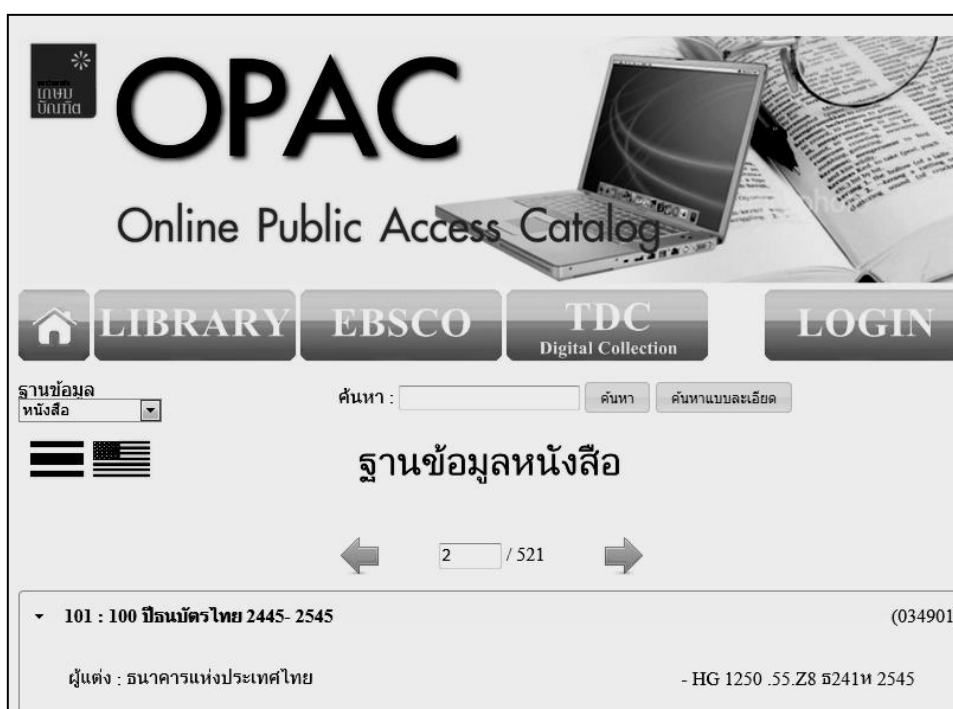 เกษม
บัณฑิต
OPAC
Online Public Access Catalog
LIBRARY EBSCO TDC LOGIN
Digital Collection
ฐานข้อมูล
หนังสือ
ค้นหา : ค้นหา ค้นหาแบบละเอียด
ฐานข้อมูลหนังสือ
2 / 521
101 : 100 ปีธนบัตรไทย 2445- 2545 (034901
ผู้แต่ง : ธนาคารแห่งประเทศไทย - HG 1250 .55.Z8 ธ241ห 2545